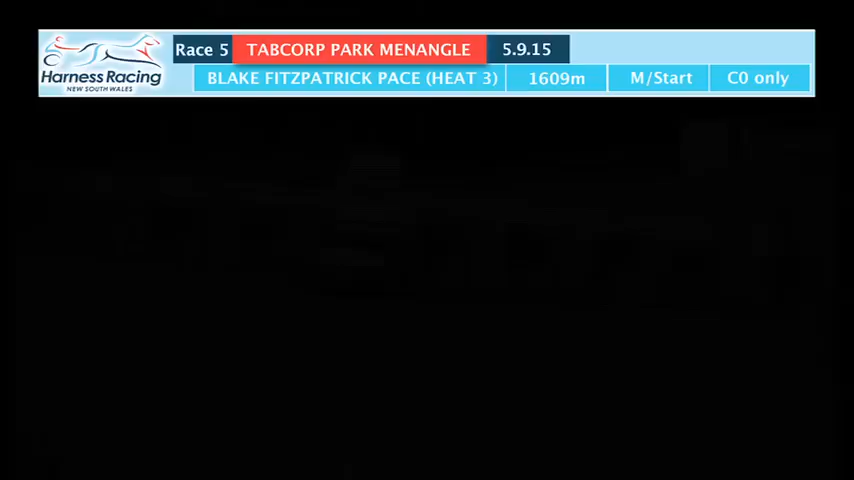 Race 5 TABCORP PARK MENANGLE 5.9.15
Harness Racing
NEW SOUTH WALES
BLAKE FITZPATRICK PACE (HEAT 3) 1609m M/Start C0 only